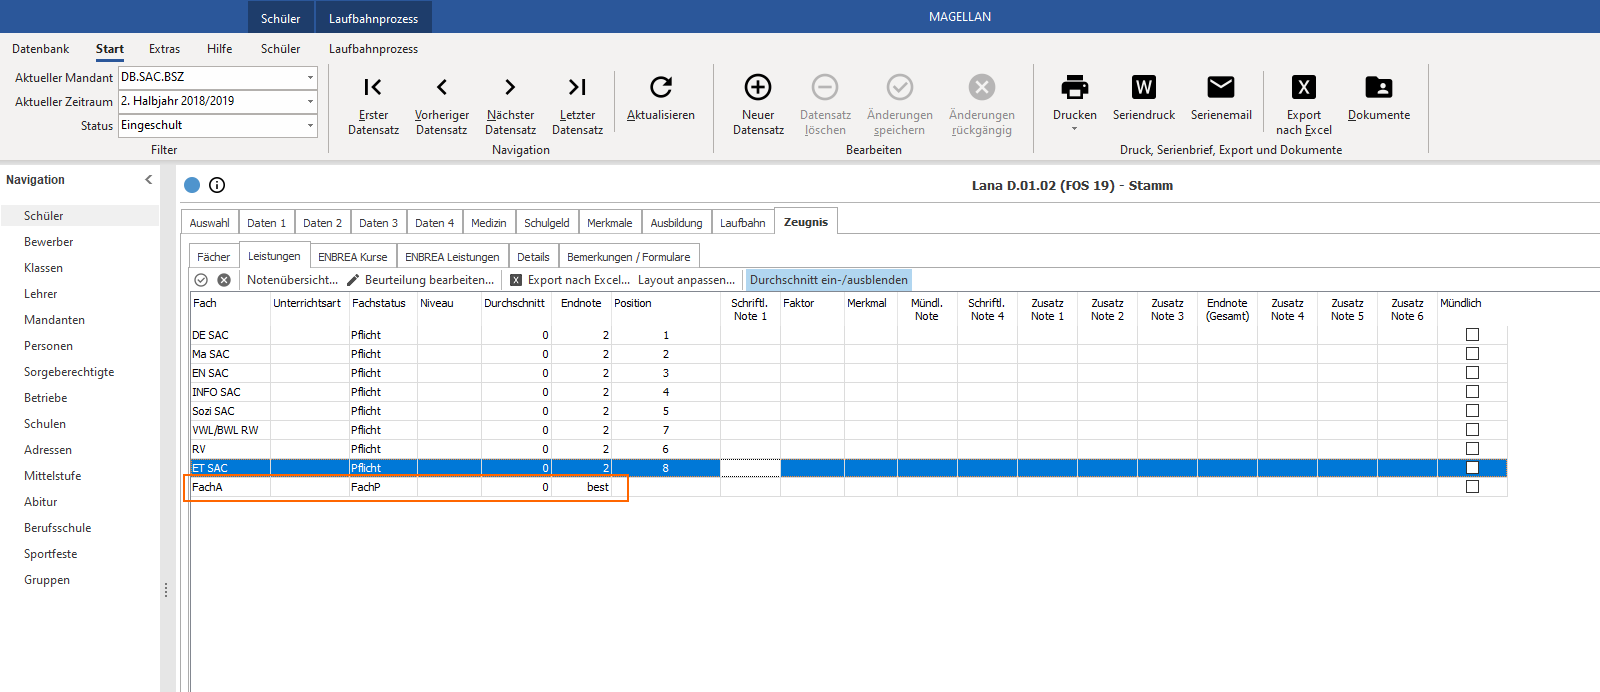 Schüler Laufbahnprozess MAGELLAN
Datenbank Start Extras Hilfe Schüler Laufbahnprozess
Aktueller Mandant DB.SAC.BSZ
Aktueller Zeitraum 2. Halbjahr 2018/2019
Status Eingeschult
Filter
Erster Datensatz
Vorheriger Datensatz
Nächster Datensatz
Letzter Datensatz
Aktualisieren
Navigation
Neuer Datensatz
Datensatz löschen
Änderungen speichern
Änderungen rückgängig
Bearbeiten
Drucken
Seriendruck
Serienemail
Export nach Excel
Dokumente
Druck, Serienbrief, Export und Dokumente
Navigation
Schüler
Bewerber
Klassen
Lehrer
Mandanten
Personen
Sorgeberechtigte
Betriebe
Schulen
Adressen
Mittelstufe
Abitur
Berufsschule
Sportfeste
Gruppen
Lana D.01.02 (FOS 19) - Stamm
Auswahl Daten 1 Daten 2 Daten 3 Daten 4 Medizin Schulgeld Merkmale Ausbildung Laufbahn Zeugnis
Fächer Leistungen ENBREA Kurse ENBREA Leistungen Details Bemerkungen / Formulare
Notenübersicht... Beurteilung bearbeiten... X Export nach Excel... Layout anpassen... Durchschnitt ein-/ausblenden
Fach Unterrichtsart Fachstatus Niveau Durchschnitt Endnote Position Schriftl. Note 1 Faktor Merkmal Mündl. Note Schriftl. Note 4 Zusatz Note 1 Zusatz Note 2 Zusatz Note 3 Endnote (Gesamt) Zusatz Note 4 Zusatz Note 5 Zusatz Note 6 Mündlich
DE SAC Pflicht 0 2 1
Ma SAC Pflicht 0 2 2
EN SAC Pflicht 0 2 3
INFO SAC Pflicht 0 2 4
Sozi SAC Pflicht 0 2 5
VWL/BWL RW Pflicht 0 2 7
RV Pflicht 0 2 6
ET SAC Pflicht 0 2 8
FachA FachP 0 best